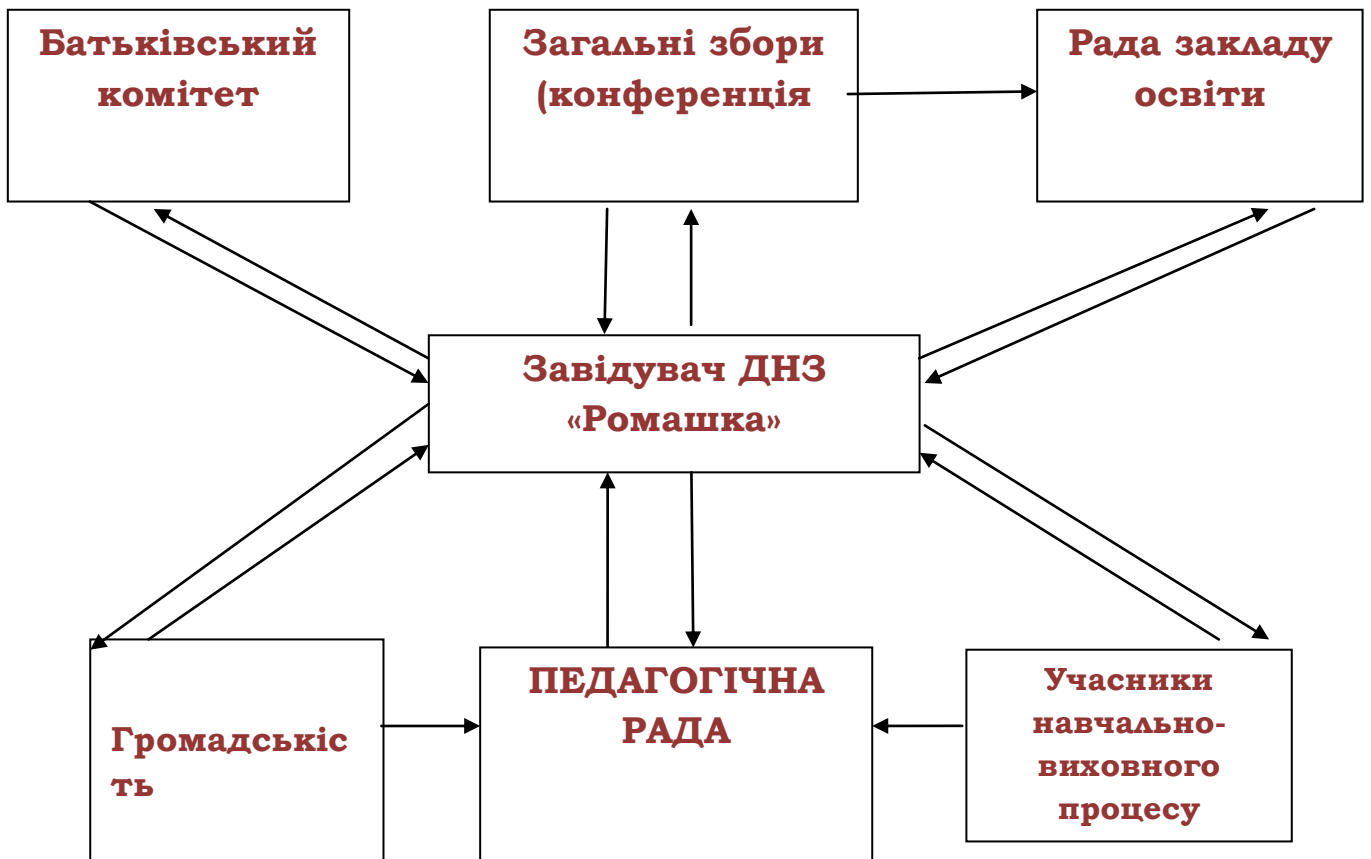 Батьківський
комітет
Загальні збори
(конференція
Рада закладу
освіти
Завідувач ДНЗ
«Ромашка»
Громадськіс
ть
ПЕДАГОГІЧНА
РАДА
Учасники
навчально-
виховного
процесу